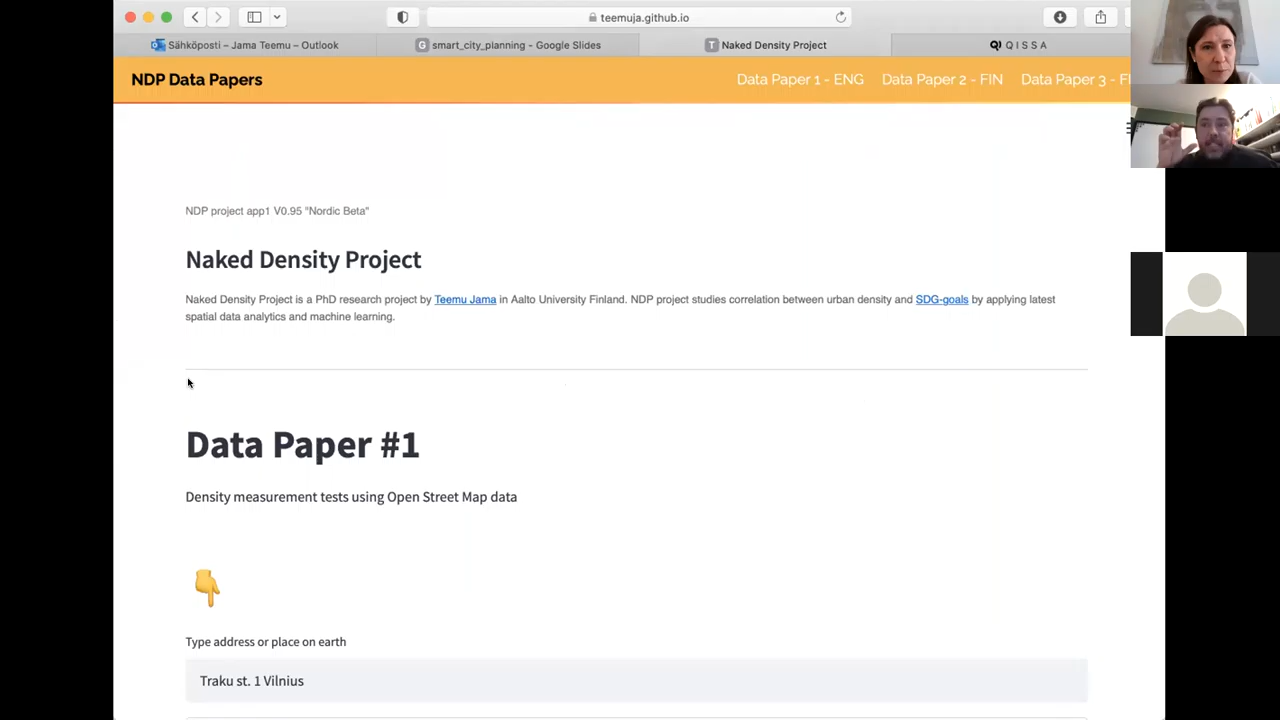 teemuja.github.io
Sähköposti – Jama Teemu – Outlook
G smart_city_planning - Google Slides
T Naked Density Project
QI Q I S S A
NDP Data Papers
Data Paper 1 - ENG
Data Paper 2 - FIN
Data Paper 3 - F
NDP project app1 V0.95 "Nordic Beta"
Naked Density Project
Naked Density Project is a PhD research project by Teemu Jama in Aalto University Finland. NDP project studies correlation between urban density and SDG-goals by applying latest
spatial data analytics and machine learning.
Data Paper #1
Density measurement tests using Open Street Map data
Type address or place on earth
Traku st. 1 Vilnius